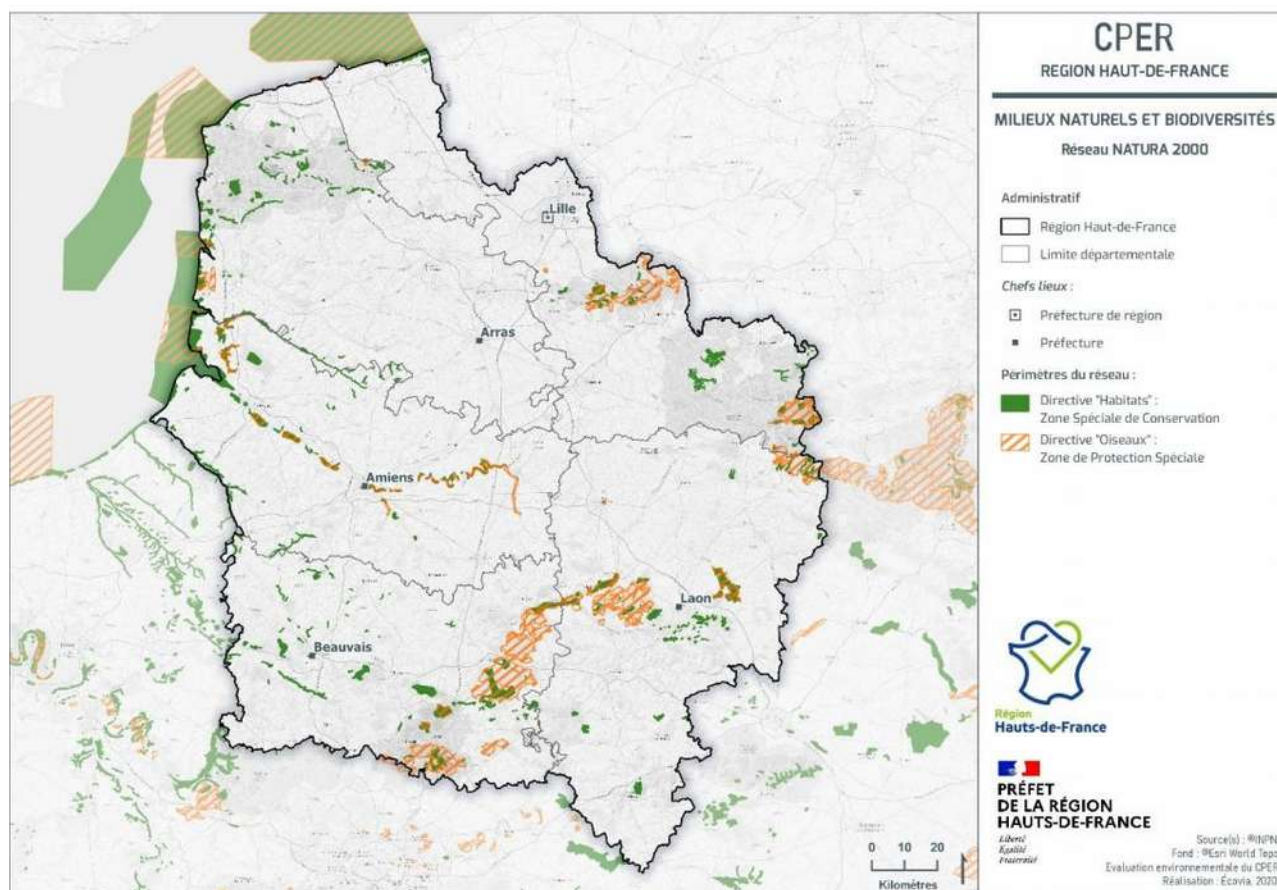 CPER
REGION HAUT-DE-FRANCE
MILIEUX NATURELS ET BIODIVERSITÉS
Réseau NATURA 2000
Administratif
Région Haut-de-France
Limite départementale
Chefs lieux :
Préfecture de région
Préfecture
Périmètres du réseau :
Directive "Habitats" :
Zone Spéciale de Conservation
Directive "Oiseaux" :
Zone de Protection Spéciale
Lille
Arras
Amiens
Laon
Beauvais
Région
Hauts-de-France
PRÉFET
DE LA RÉGION
HAUTS-DE-FRANCE
Liberté
Égalité
Fraternité
0 10 20
Kilomètres
Source(s) : ®INPN
Fond : ®Esri World Topo
Evaluation environnementale du CPER
Réalisation : Écovia, 2020